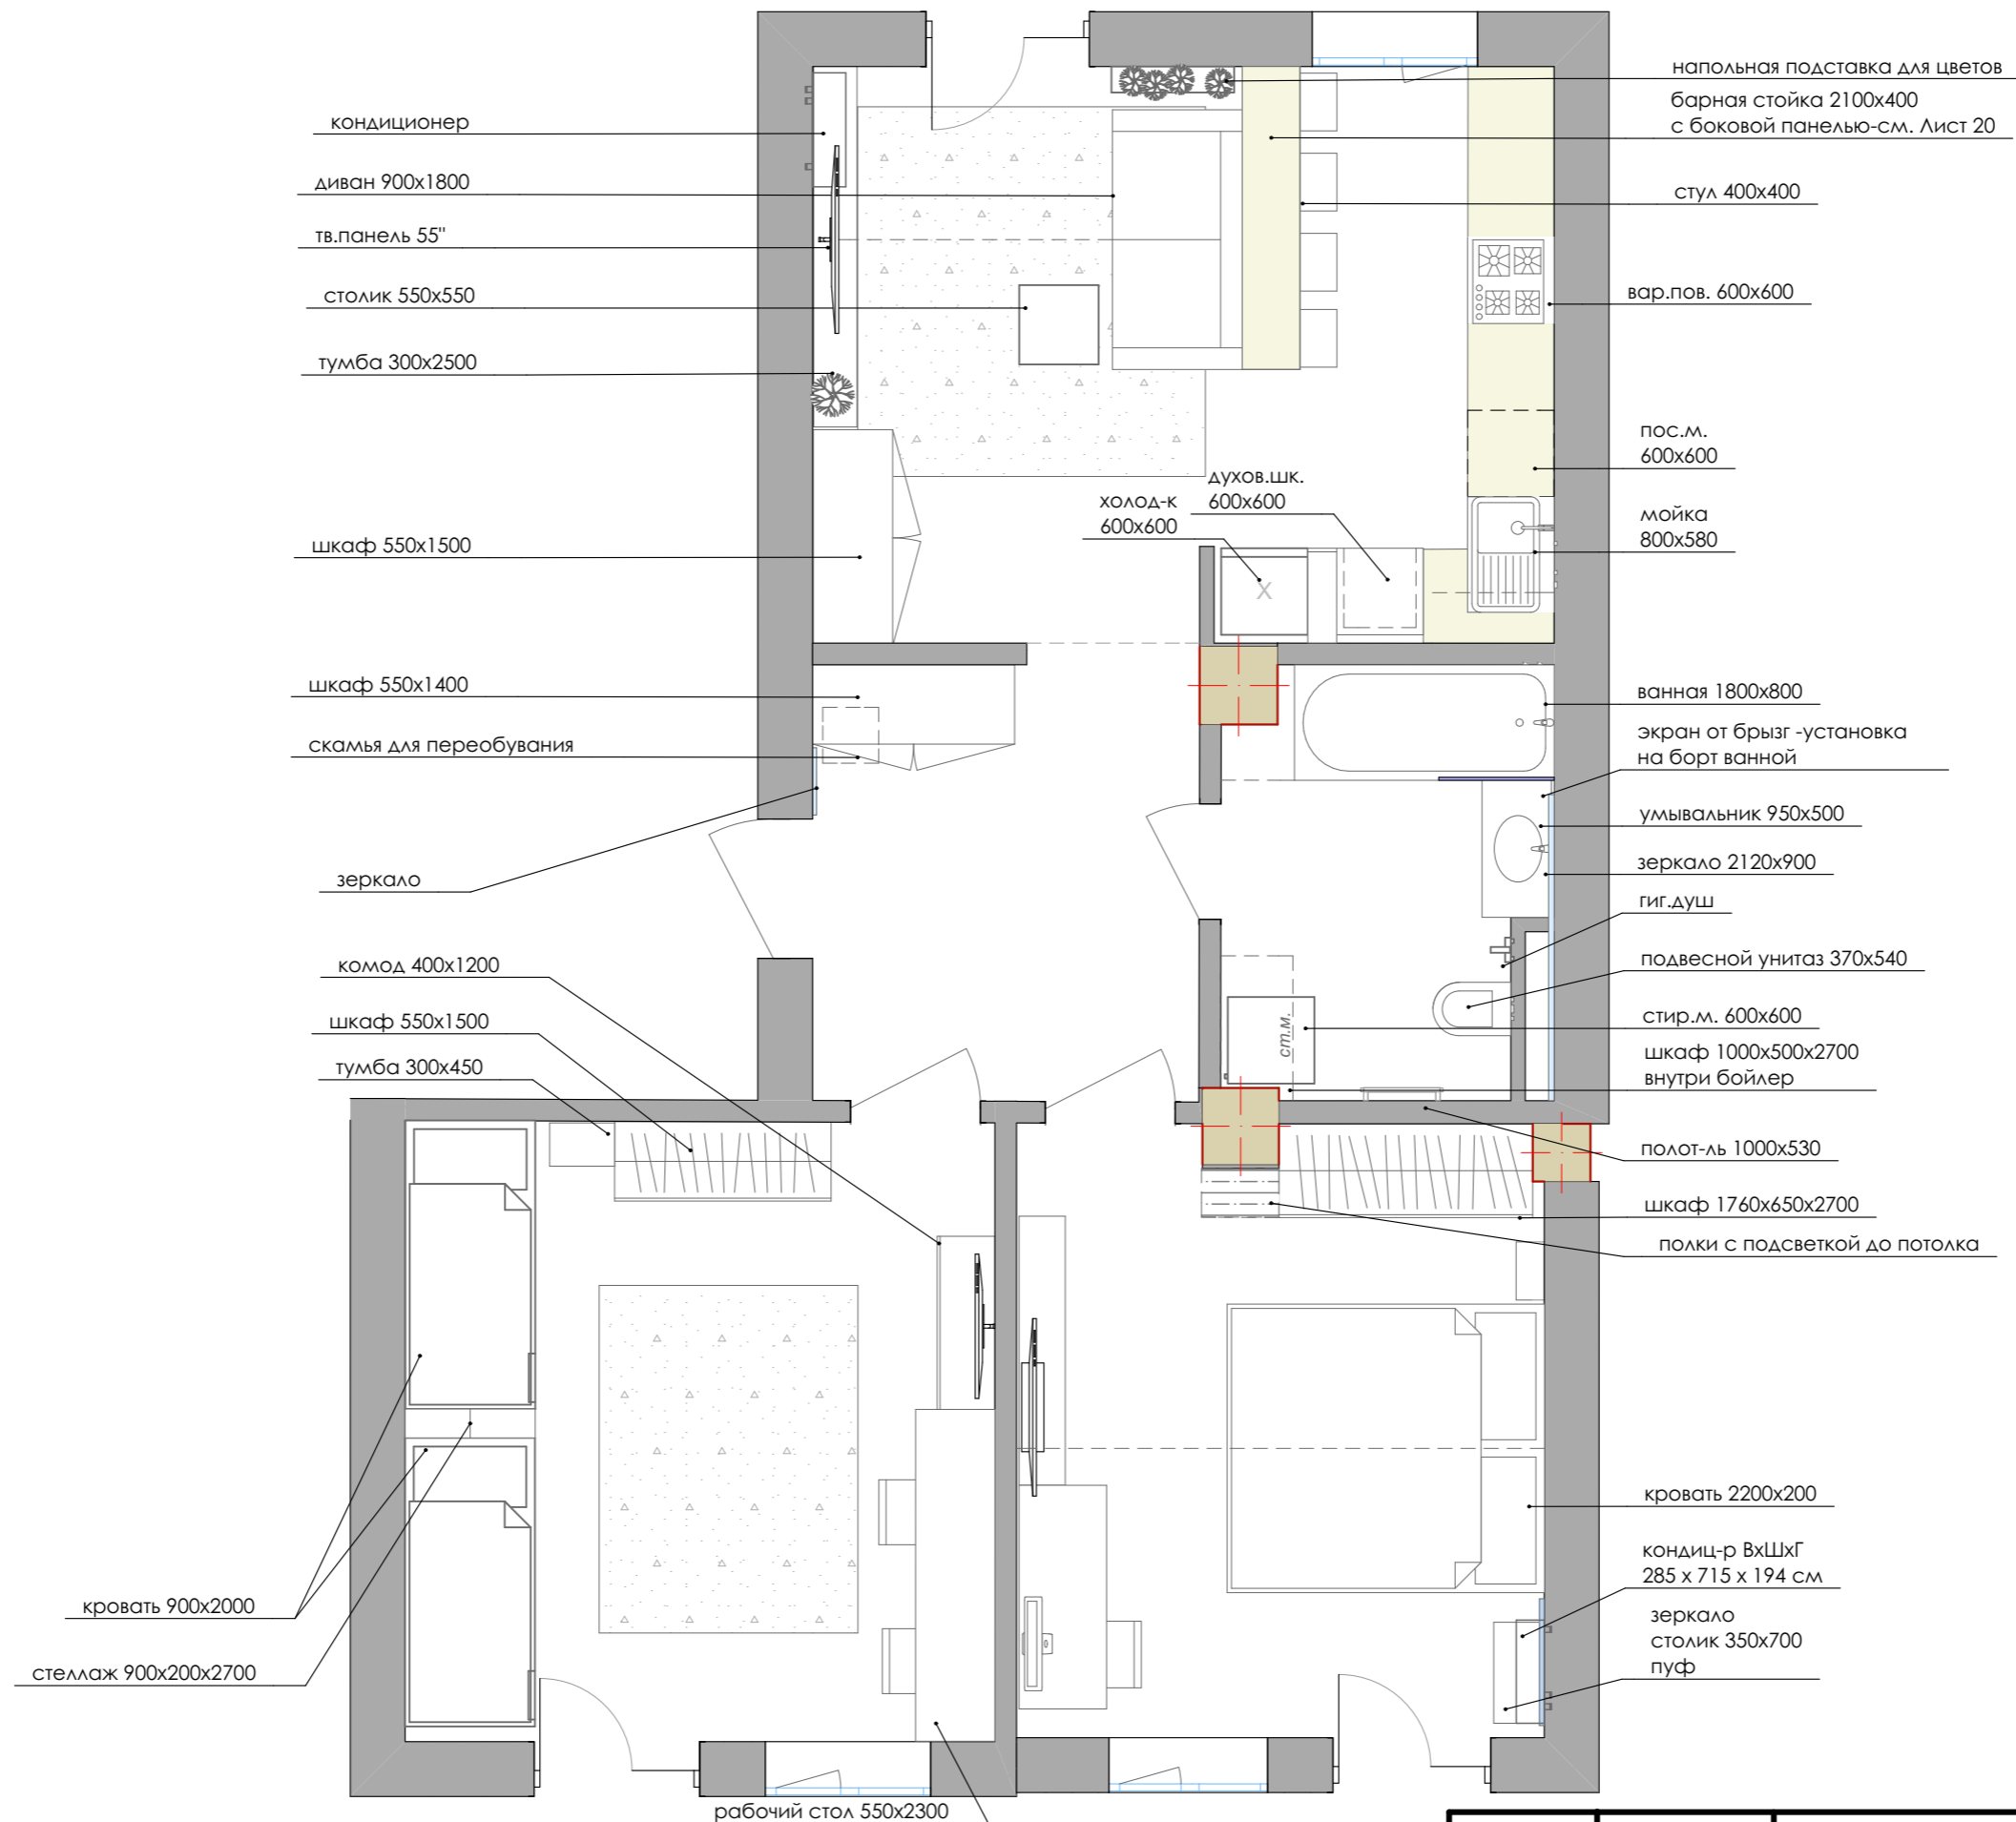 кондиционер
диван 900х1800
тв.панель 55"
столик 550х550
тумба 300х2500
шкаф 550х1500
шкаф 550х1400
скамья для переобувания
зеркало
комод 400х1200
шкаф 550х1500
тумба 300х450
кровать 900х2000
стеллаж 900х200х2700
рабочий стол 550х2300
холод-к
600х600
духов.шк.
600х600
X
ст.м.
напольная подставка для цветов
барная стойка 2100х400
с боковой панелью-см. Лист 20
стул 400х400
вар.пов. 600х600
пос.м.
600х600
мойка
800х580
ванная 1800х800
экран от брызг -установка
на борт ванной
умывальник 950х500
зеркало 2120х900
гиг.душ
подвесной унитаз 370х540
стир.м. 600х600
шкаф 1000х500х2700
внутри бойлер
полот-ль 1000х530
шкаф 1760х650х2700
полки с подсветкой до потолка
кровать 2200х200
кондиц-р ВхШхГ
285 х 715 х 194 см
зеркало
столик 350х700
пуф